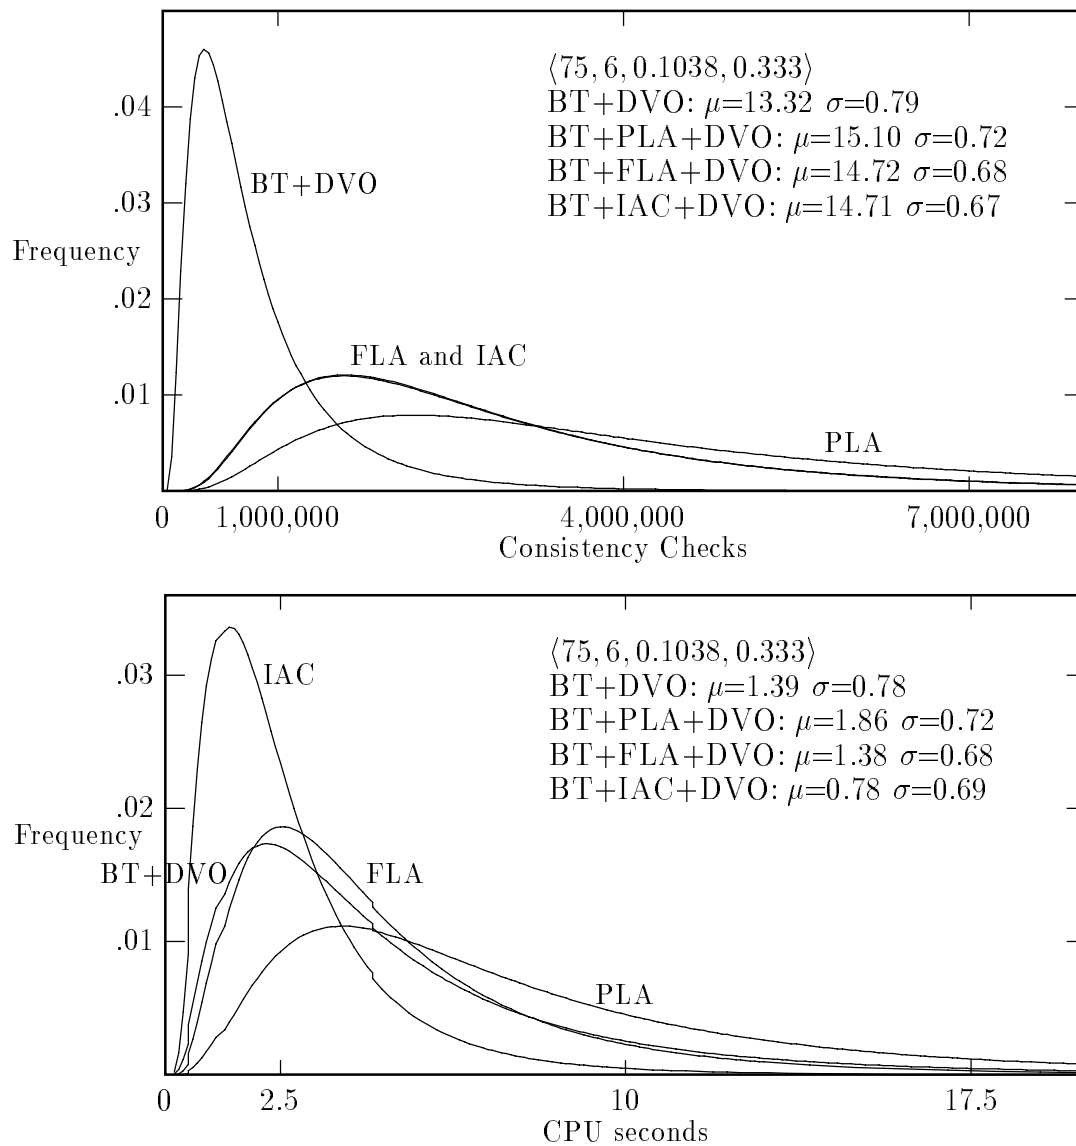 ⟨75, 6, 0.1038, 0.333⟩
BT+DVO: μ=13.32 σ=0.79
BT+PLA+DVO: μ=15.10 σ=0.72
BT+FLA+DVO: μ=14.72 σ=0.68
BT+IAC+DVO: μ=14.71 σ=0.67
.04
BT+DVO
.03
Frequency
.02
FLA and IAC
.01
PLA
0 1,000,000 4,000,000 7,000,000
Consistency Checks
⟨75, 6, 0.1038, 0.333⟩
BT+DVO: μ=1.39 σ=0.78
BT+PLA+DVO: μ=1.86 σ=0.72
BT+FLA+DVO: μ=1.38 σ=0.68
BT+IAC+DVO: μ=0.78 σ=0.69
IAC
.03
.02
Frequency
BT+DVO
FLA
.01
PLA
0 2.5 10 17.5
CPU seconds